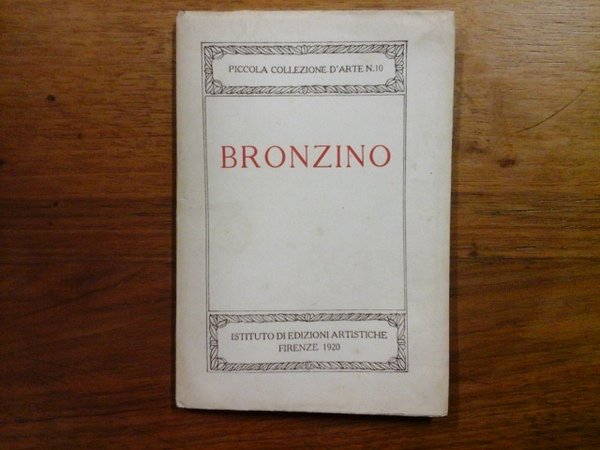 PICCOLA COLLEZIONE D'ARTE N.10
BRONZINO
ISTITUTO DI EDIZIONI ARTISTICHE
FIRENZE 1920